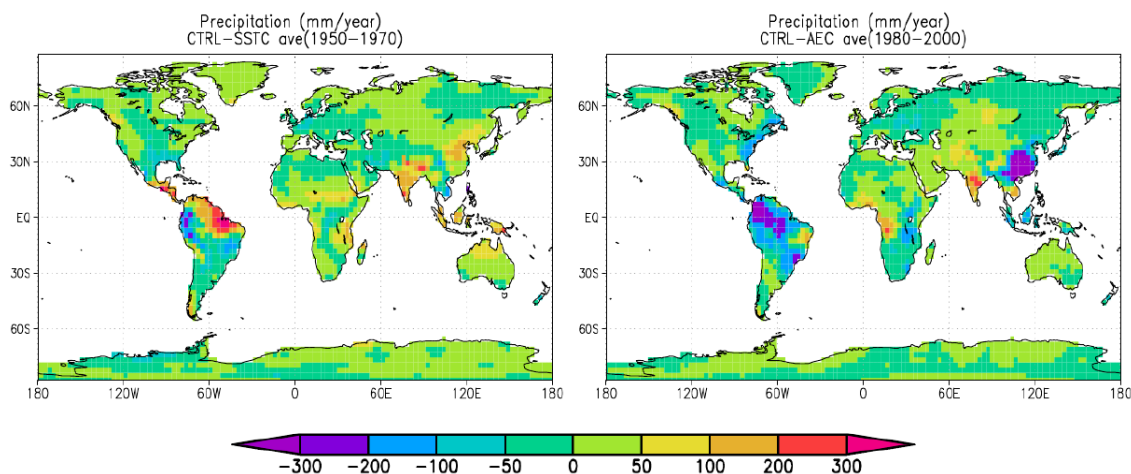 Precipitation (mm/year)
CTRL-SSTC ave(1950-1970)
60N
30N
EQ
30S
60S
180
120W
60W
0
60E
120E
180
Precipitation (mm/year)
CTRL-AEC ave(1980-2000)
60N
30N
EQ
30S
60S
180
120W
60W
0
60E
120E
180
-300 -200 -100 -50 0 50 100 200 300